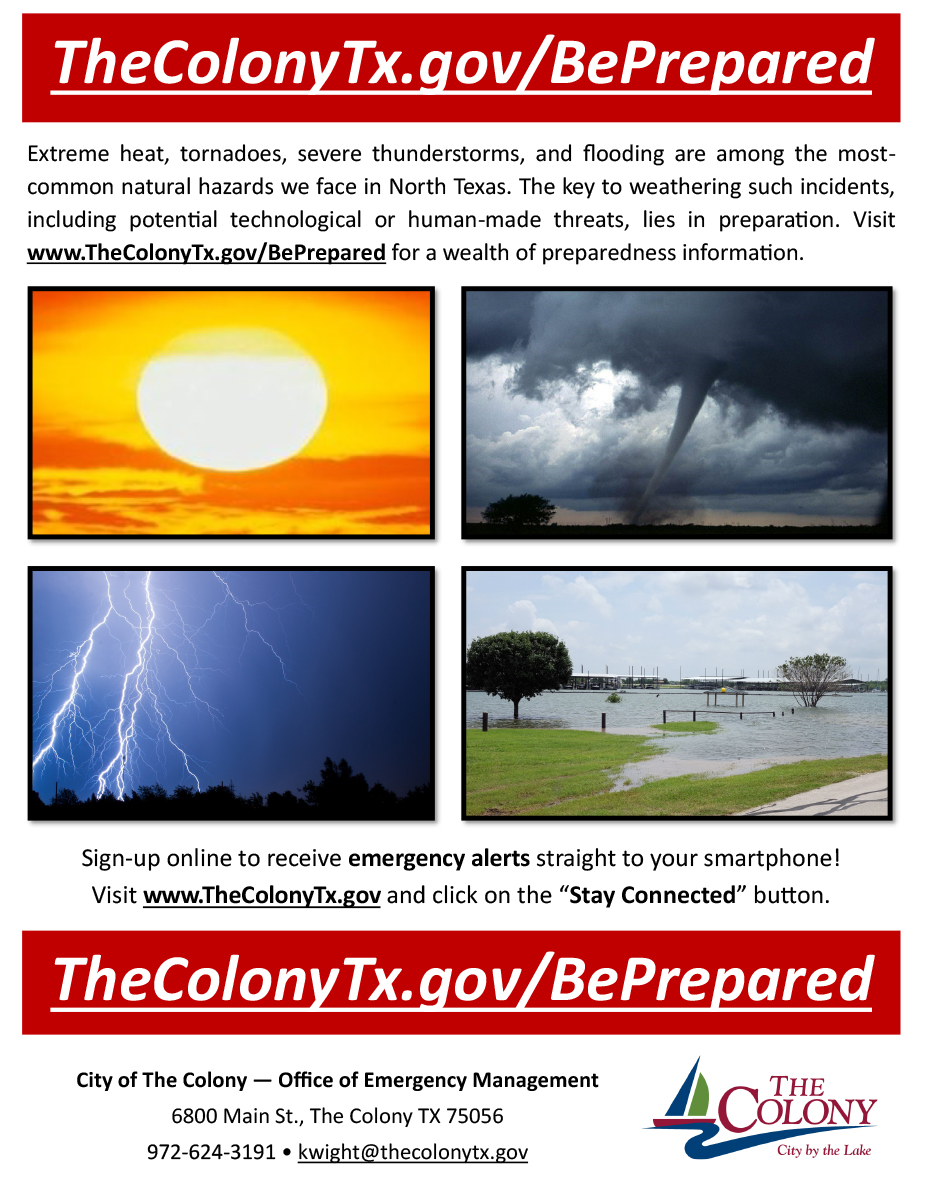 TheColonyTx.gov/BePrepared
Extreme heat, tornadoes, severe thunderstorms, and flooding are among the most-
common natural hazards we face in North Texas. The key to weathering such incidents,
including potential technological or human-made threats, lies in preparation. Visit
www.TheColonyTx.gov/BePrepared for a wealth of preparedness information.
Sign-up online to receive emergency alerts straight to your smartphone!
Visit www.TheColonyTx.gov and click on the “Stay Connected” button.
TheColonyTx.gov/BePrepared
City of The Colony — Office of Emergency Management
6800 Main St., The Colony TX 75056
972-624-3191 • kwight@thecolonytx.gov
THE
COLONY
City by the Lake